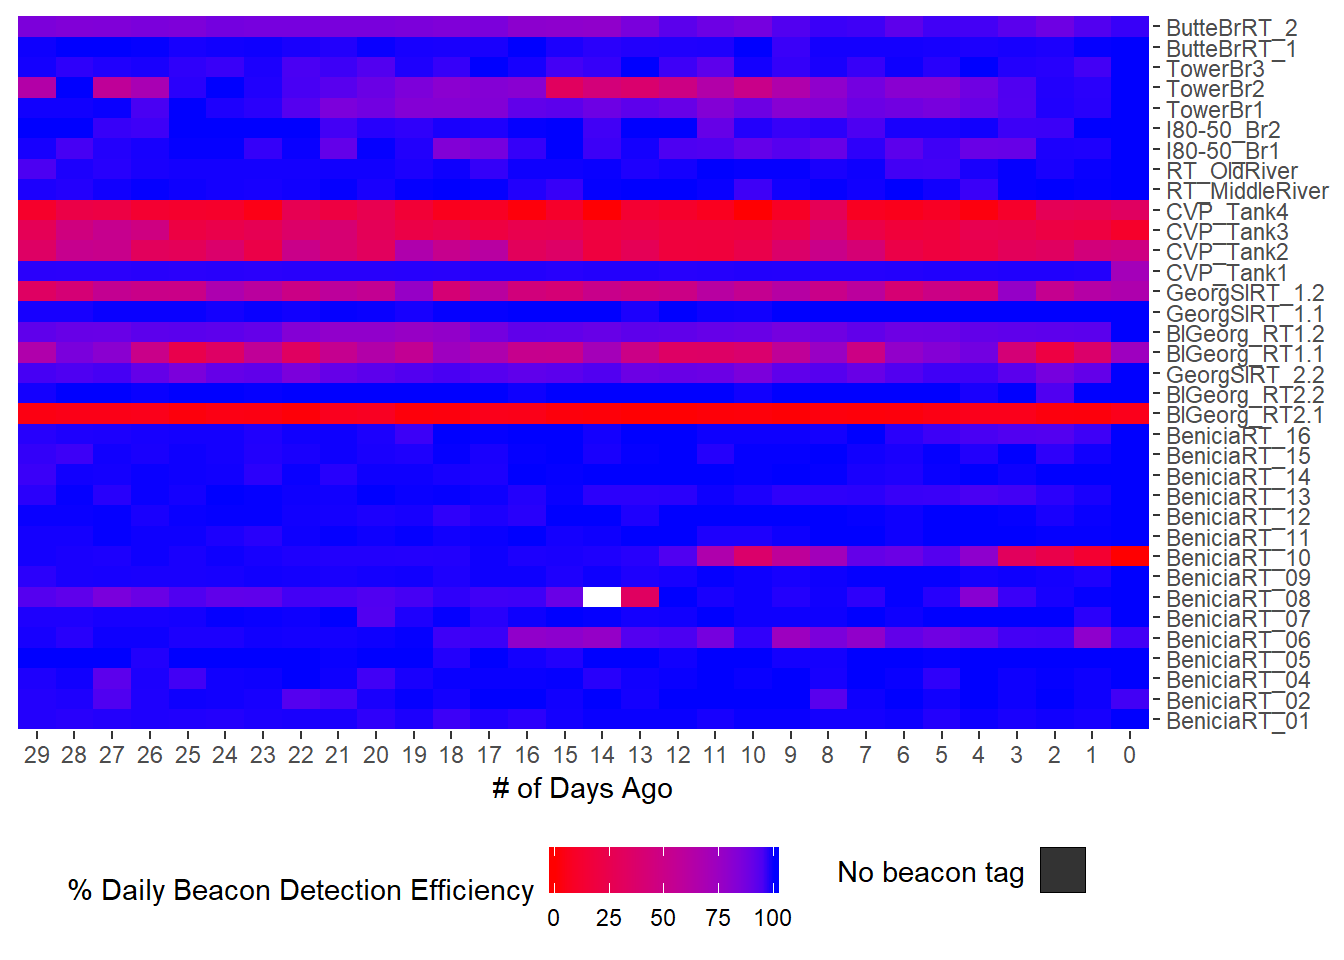 ButteBrRT_2
ButteBrRT_1
TowerBr3
TowerBr2
TowerBr1
I80-50_Br2
I80-50_Br1
RT_OldRiver
RT_MiddleRiver
CVP_Tank4
CVP_Tank3
CVP_Tank2
CVP_Tank1
GeorgSlRT_1.2
GeorgSlRT_1.1
BlGeorg_RT1.2
BlGeorg_RT1.1
GeorgSlRT_2.2
BlGeorg_RT2.2
BlGeorg_RT2.1
BeniciaRT_16
BeniciaRT_15
BeniciaRT_14
BeniciaRT_13
BeniciaRT_12
BeniciaRT_11
BeniciaRT_10
BeniciaRT_09
BeniciaRT_08
BeniciaRT_07
BeniciaRT_06
BeniciaRT_05
BeniciaRT_04
BeniciaRT_02
BeniciaRT_01
29 28 27 26 25 24 23 22 21 20 19 18 17 16 15 14 13 12 11 10 9 8 7 6 5 4 3 2 1 0
# of Days Ago
% Daily Beacon Detection Efficiency
0 25 50 75 100
No beacon tag